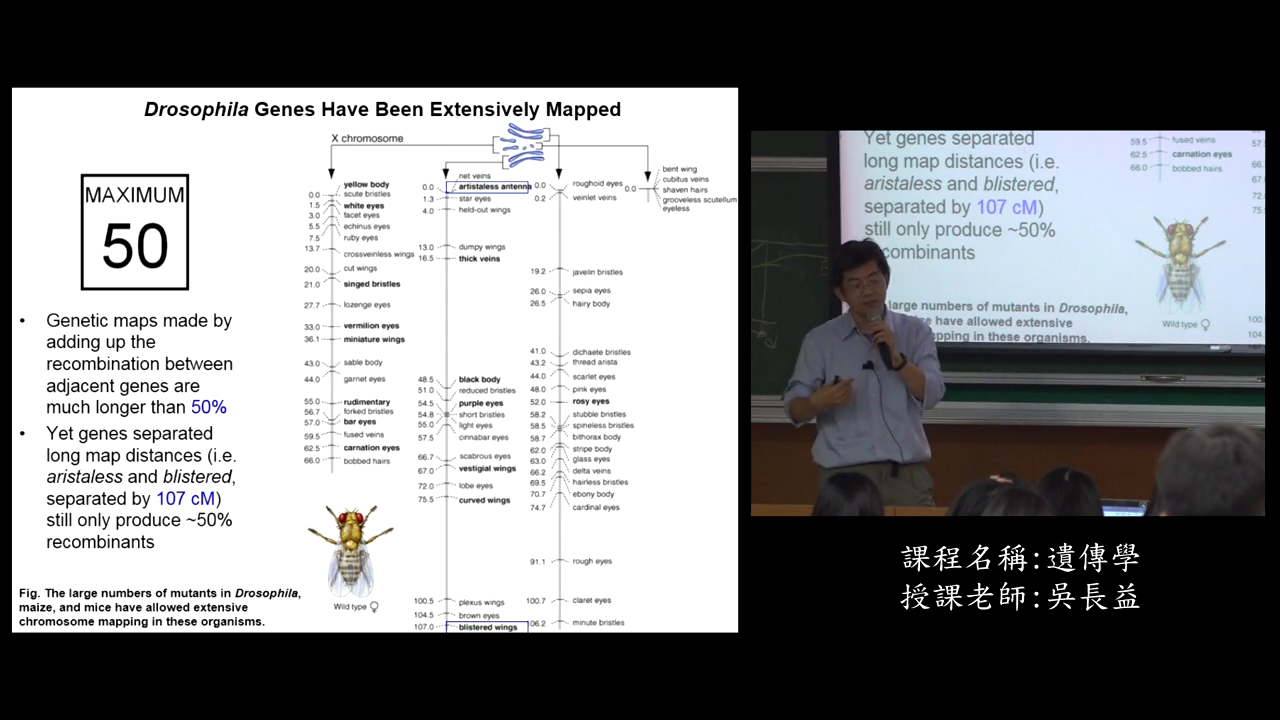 Drosophila Genes Have Been Extensively Mapped
MAXIMUM
50
• Genetic maps made by
adding up the
recombination between
adjacent genes are
much longer than 50%
• Yet genes separated
long map distances (i.e.
aristaless and blistered,
separated by 107 cM)
still only produce ~50%
recombinants
Fig. The large numbers of mutants in Drosophila,
maize, and mice have allowed extensive
chromosome mapping in these organisms.
X chromosome
yellow body
0.0 scute bristles
1.5 white eyes
3.0 facet eyes
5.5 echinus eyes
7.5 ruby eyes
13.7 crossveinless wings
20.0 cut wings
21.0 singed bristles
27.7 lozenge eyes
33.0 vermilion eyes
36.1 miniature wings
43.0 sable body
44.0 garnet eyes
55.0 rudimentary
56.7 forked bristles
57.0 bar eyes
59.5 fused veins
62.5 carnation eyes
66.0 bobbed hairs
Wild type ♀
net veins
0.0 artistaless antenna
1.3 star eyes
4.0 held-out wings
13.0 dumpy wings
16.5 thick veins
48.5 black body
51.0 reduced bristles
54.5 purple eyes
54.8 short bristles
55.0 light eyes
57.5 cinnabar eyes
66.7 scabrous eyes
67.0 vestigial wings
72.0 lobe eyes
75.5 curved wings
100.5 plexus wings
104.5 brown eyes
107.0 blistered wings
0.0 roughoid eyes
0.2 veinlet veins
19.2 javelin bristles
26.0 sepia eyes
26.5 hairy body
41.0 dichaete bristles
43.2 thread arista
44.0 scarlet eyes
48.0 pink eyes
52.0 rosy eyes
58.2 stubble bristles
58.5 spineless bristles
58.7 bithorax body
62.0 stripe body
63.0 glass eyes
66.2 delta veins
69.5 hairless bristles
70.7 ebony body
74.7 cardinal eyes
91.1 rough eyes
100.7 claret eyes
06.2 minute bristles
bent wing
cubitus veins
0.0 shaven hairs
grooveless scutellum
eyeless
Yet genes separated
long map distances (i.e.
aristaless and blistered,
separated by 107 cM)
still only produce ~50%
combinants
large numbers of mutants in Drosophila,
ice have allowed extensive
mapping in these organisms.
59.5 fused veins
62.5 carnation eyes
66.0 bobbed hairs
Wild type ♀
57.
66.
67
72.
75.
100.
104.
課程名稱:遺傳學
授課老師:吳長益